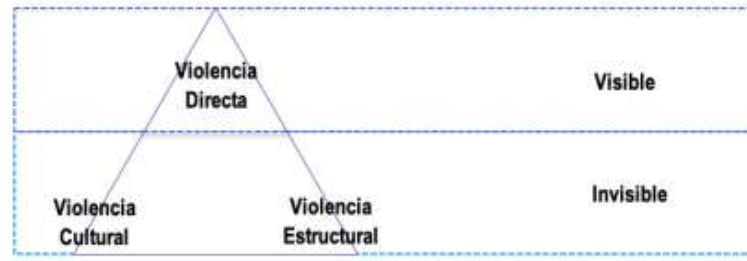 Violencia
Directa
Visible
Violencia
Cultural
Violencia
Estructural
Invisible